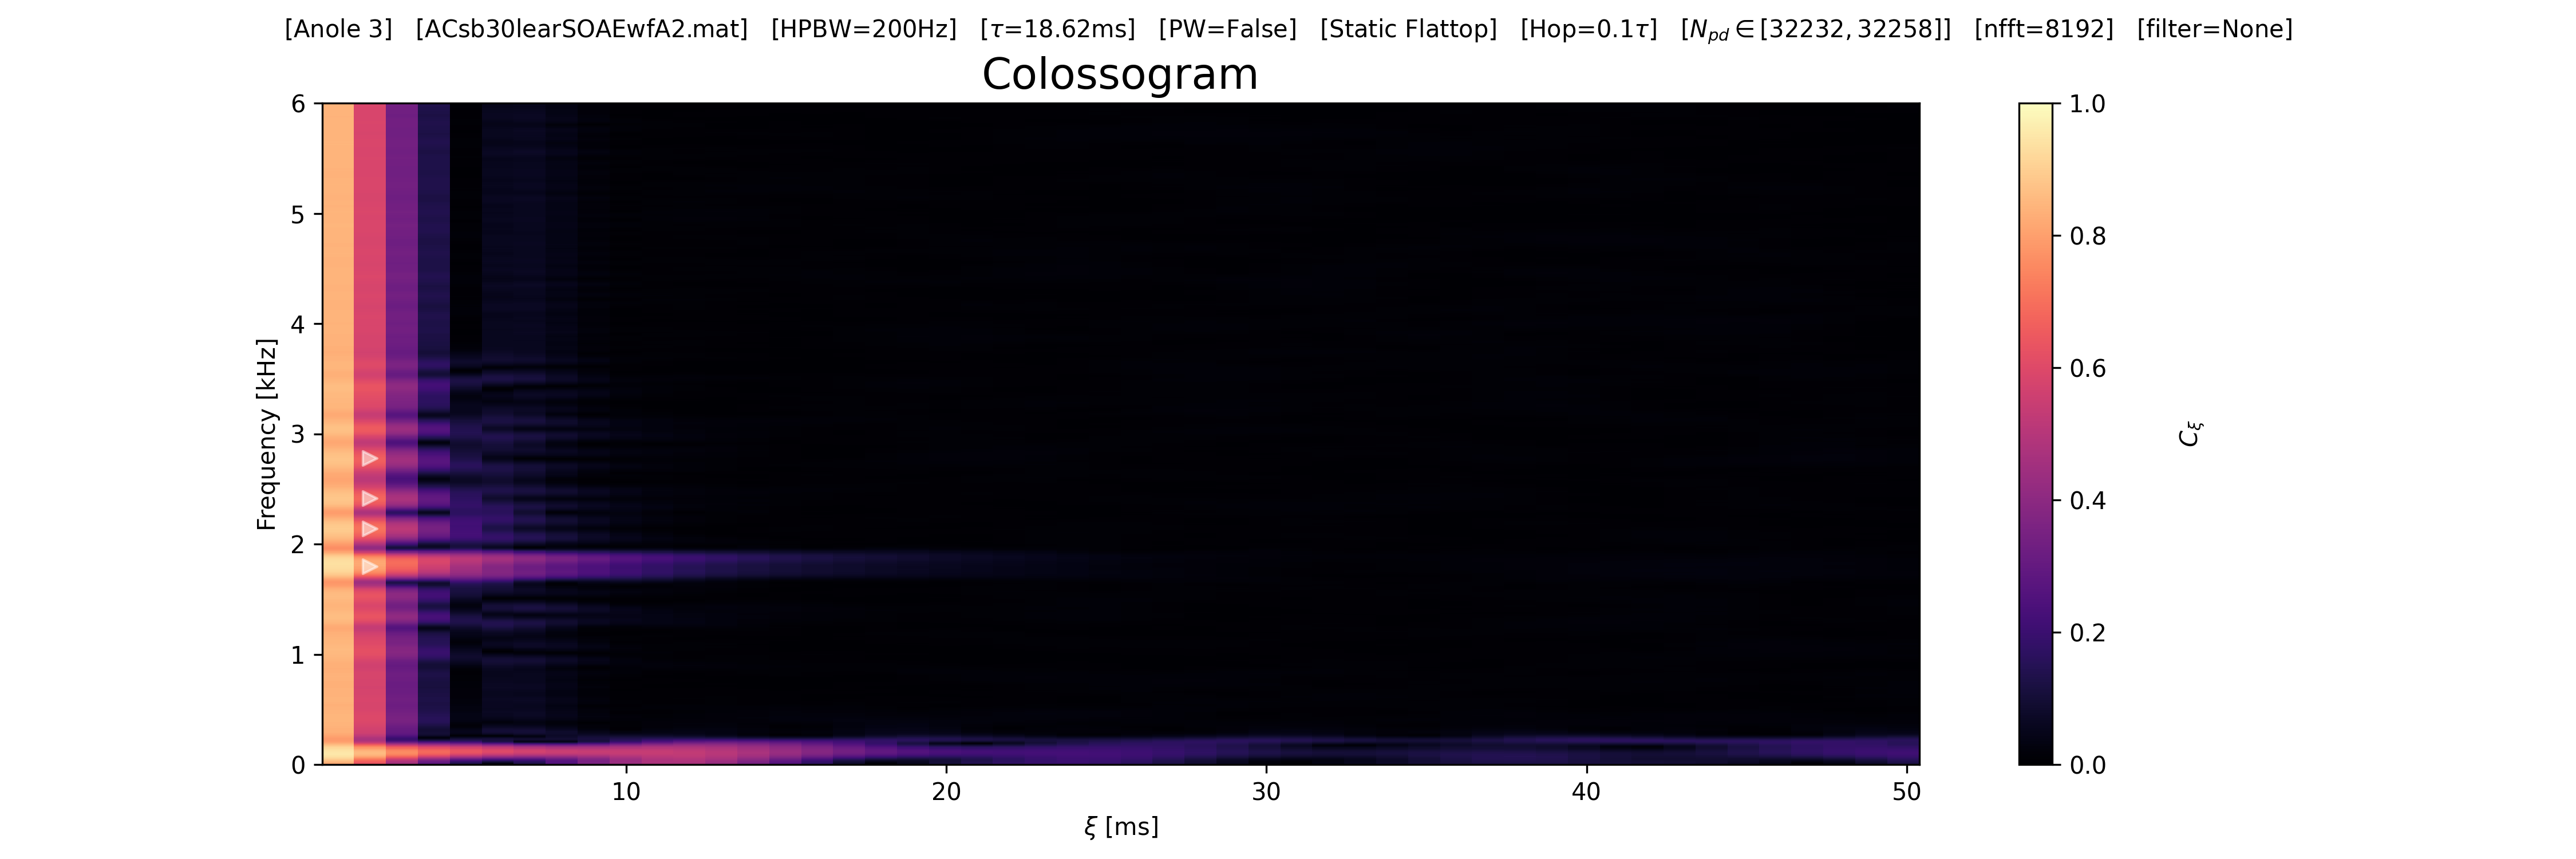 [Anole 3] [ACsb30learSOAEwfA2.mat] [HPBW=200Hz] [τ=18.62ms] [PW=False] [Static Flattop] [Hop=0.1τ] [N_pd ∈ [32232, 32258]] [nfft=8192] [filter=None]
Colossogram
6
5
4
3
2
1
0
Frequency [kHz]
10 20 30 40 50
ξ [ms]
1.0
0.8
0.6
0.4
0.2
0.0
C_ξ